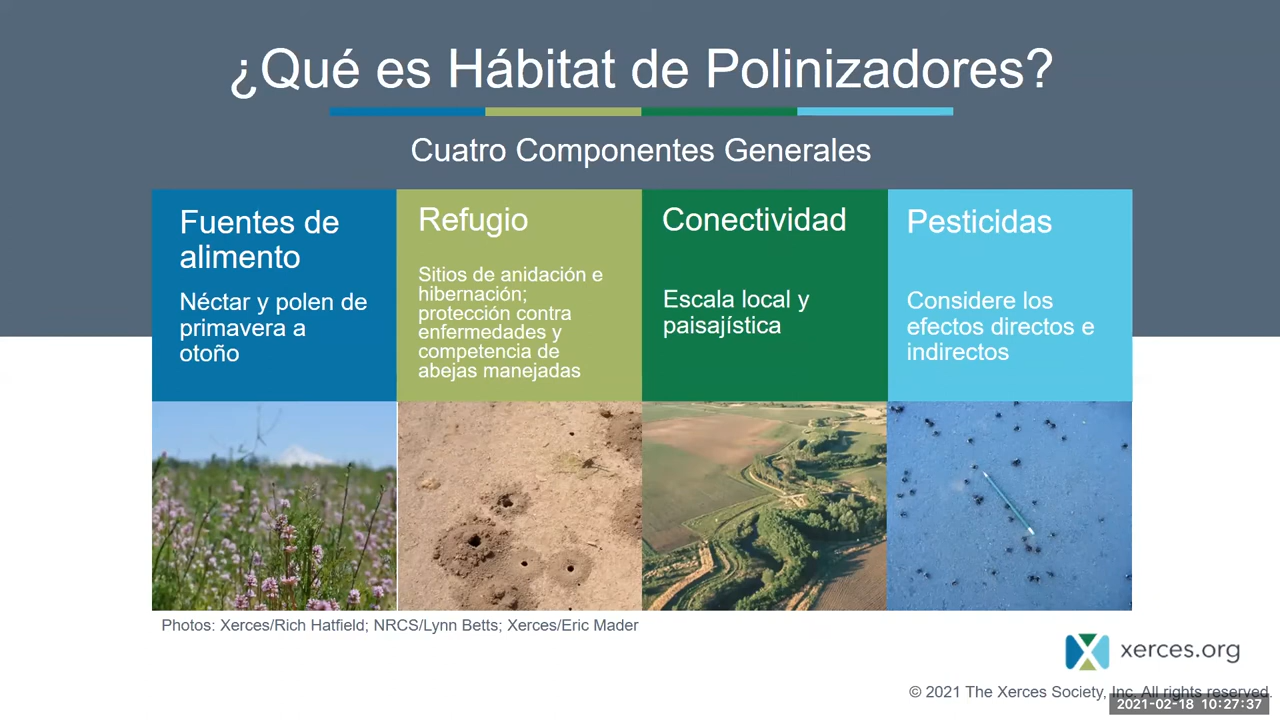 ¿Qué es Hábitat de Polinizadores?
Cuatro Componentes Generales
Fuentes de
alimento
Néctar y polen de
primavera a
otoño
Refugio
Sitios de anidación e
hibernación;
protección contra
enfermedades y
competencia de
abejas manejadas
Conectividad
Escala local y
paisajística
Pesticidas
Considere los
efectos directos e
indirectos
Photos: Xerces/Rich Hatfield; NRCS/Lynn Betts; Xerces/Eric Mader
xerces.org
© 2021 The Xerces Society, Inc. All rights reserved.
2021-02-18 10:27:37